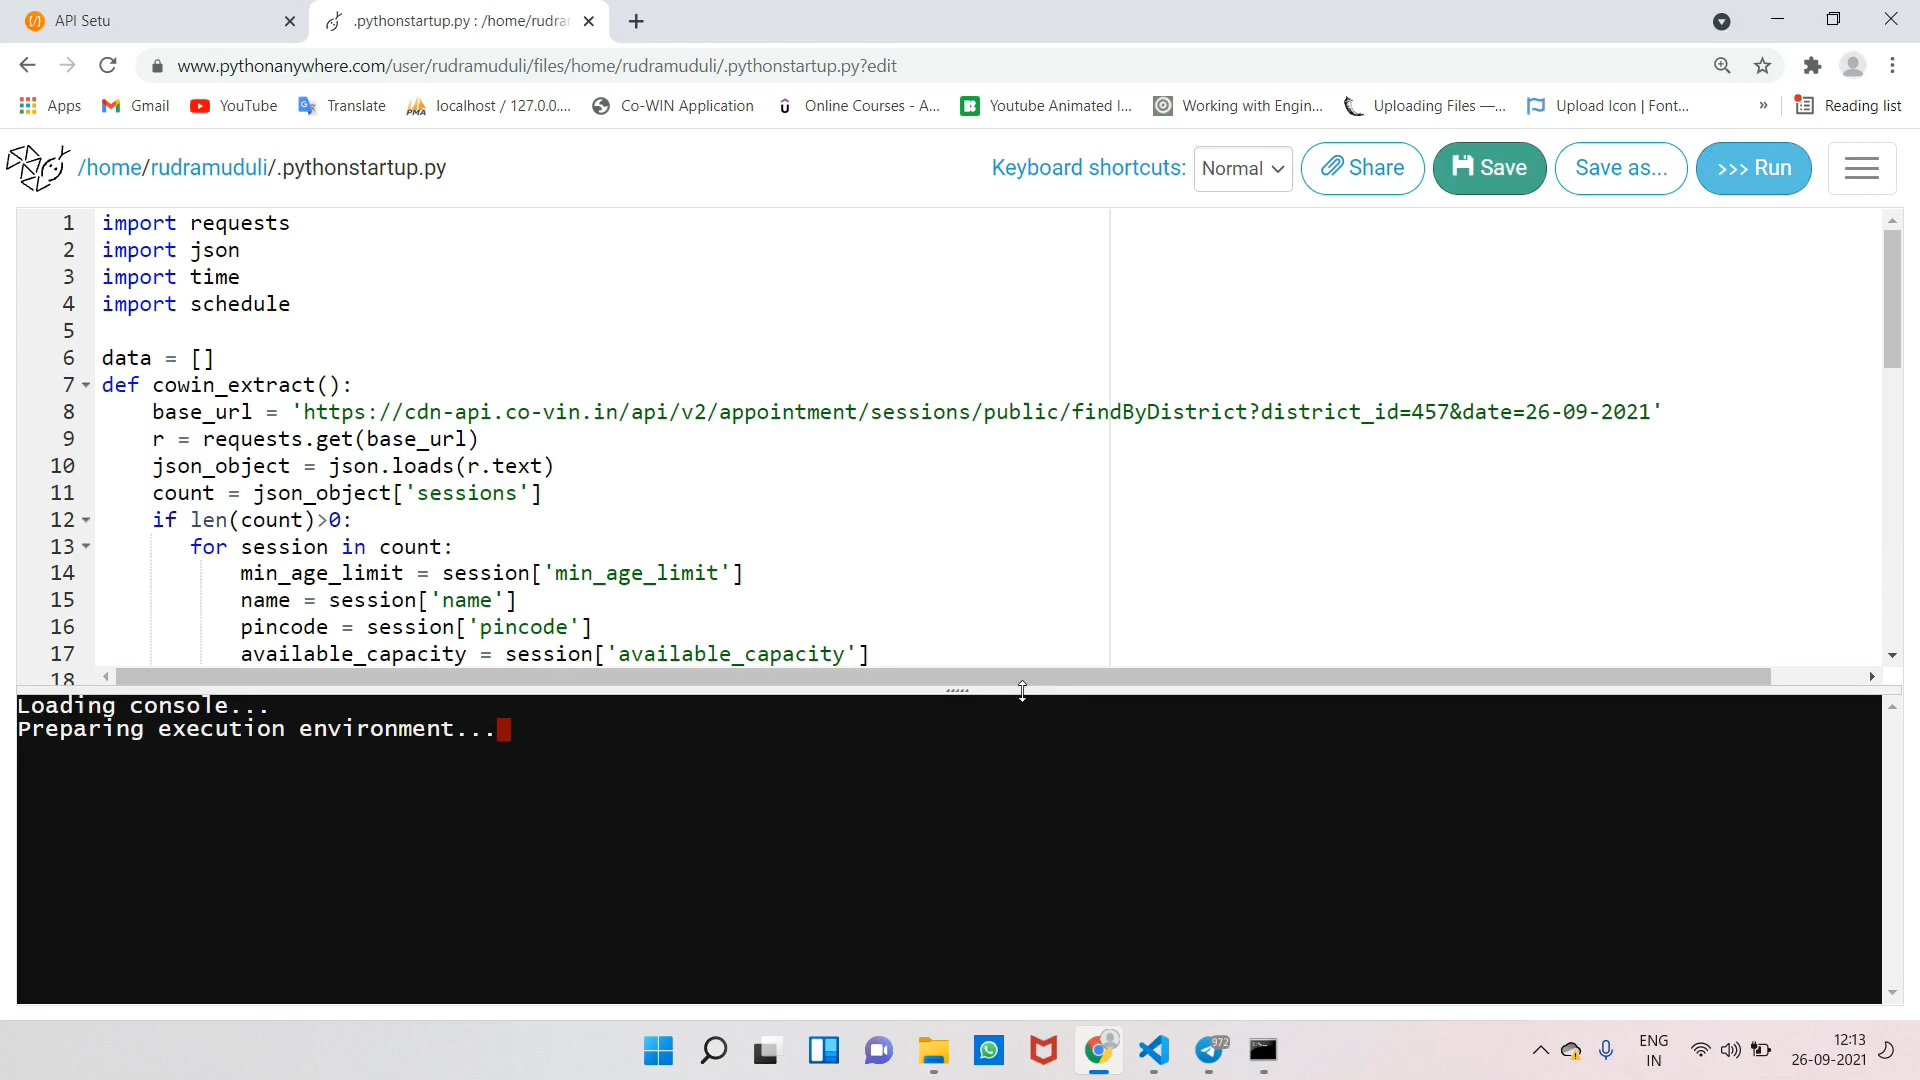 API Setu
.pythonstartup.py : /home/rudra
www.pythonanywhere.com/user/rudramuduli/files/home/rudramuduli/.pythonstartup.py?edit
Apps Gmail YouTube Translate localhost / 127.0.0.... Co-WIN Application Online Courses - A... Youtube Animated I... Working with Engin... Uploading Files —... Upload Icon | Font... » Reading list
/home/rudramuduli/.pythonstartup.py Keyboard shortcuts: Normal Share Save Save as... >>> Run
1 import requests
2 import json
3 import time
4 import schedule
5
6 data = []
7 def cowin_extract():
8 base_url = 'https://cdn-api.co-vin.in/api/v2/appointment/sessions/public/findByDistrict?district_id=457&date=26-09-2021'
9 r = requests.get(base_url)
10 json_object = json.loads(r.text)
11 count = json_object['sessions']
12 if len(count)>0:
13 for session in count:
14 min_age_limit = session['min_age_limit']
15 name = session['name']
16 pincode = session['pincode']
17 available_capacity = session['available_capacity']
18
Loading console...
Preparing execution environment...
972
ENG
IN
12:13
26-09-2021